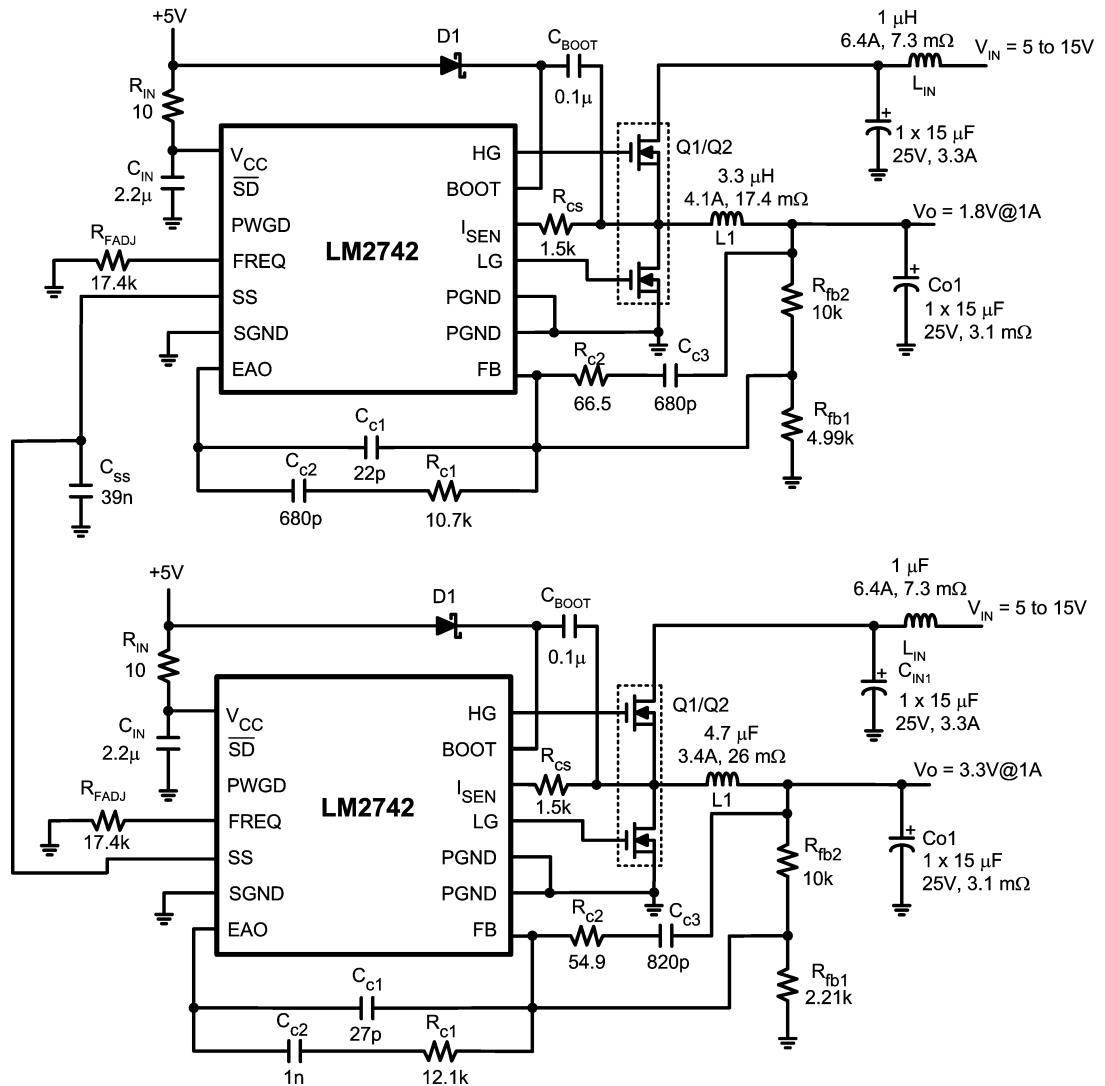 +5V
D1
C_BOOT
0.1μ
1 μH
6.4A, 7.3 mΩ
L_IN
V_IN = 5 to 15V
R_IN
10
C_IN
2.2μ
+
1 x 15 μF
25V, 3.3A
R_FADJ
17.4k
LM2742
V_CC
S̅D̅
PWGD
FREQ
SS
SGND
EAO
HG
BOOT
I_SEN
LG
PGND
PGND
FB
Q1/Q2
R_cs
1.5k
3.3 μH
4.1A, 17.4 mΩ
L1
Vo = 1.8V@1A
+
Co1
1 x 15 μF
25V, 3.1 mΩ
R_fb2
10k
R_fb1
4.99k
R_c2
66.5
C_c3
680p
C_c1
22p
C_c2
680p
R_c1
10.7k
C_ss
39n
+5V
D1
C_BOOT
0.1μ
1 μF
6.4A, 7.3 mΩ
L_IN
V_IN = 5 to 15V
C_IN1
+
1 x 15 μF
25V, 3.3A
R_IN
10
C_IN
2.2μ
R_FADJ
17.4k
LM2742
V_CC
S̅D̅
PWGD
FREQ
SS
SGND
EAO
HG
BOOT
I_SEN
LG
PGND
PGND
FB
Q1/Q2
R_cs
1.5k
4.7 μF
3.4A, 26 mΩ
L1
Vo = 3.3V@1A
+
Co1
1 x 15 μF
25V, 3.1 mΩ
R_fb2
10k
R_fb1
2.21k
R_c2
54.9
C_c3
820p
C_c1
27p
C_c2
1n
R_c1
12.1k